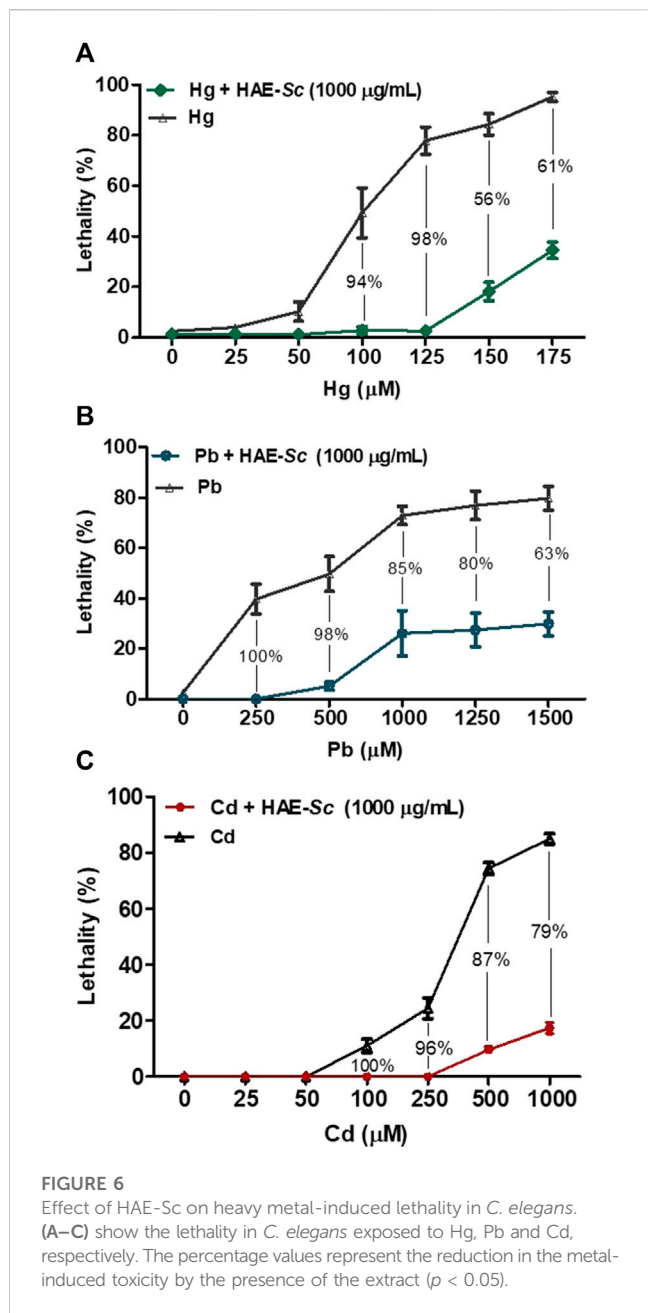 A
Hg + HAE-Sc (1000 µg/mL)
Hg
Lethality (%)
100
80
60
40
20
0
94%
98%
56%
61%
0 25 50 100 125 150 175
Hg (µM)
B
Pb + HAE-Sc (1000 µg/mL)
Pb
Lethality (%)
100
80
60
40
20
0
100%
98%
85%
80%
63%
0 250 500 1000 1250 1500
Pb (µM)
C
Cd + HAE-Sc (1000 µg/mL)
Cd
Lethality (%)
100
80
60
40
20
0
100%
96%
87%
79%
0 25 50 100 250 500 1000
Cd (µM)
FIGURE 6
Effect of HAE-Sc on heavy metal-induced lethality in C. elegans.
(A–C) show the lethality in C. elegans exposed to Hg, Pb and Cd,
respectively. The percentage values represent the reduction in the metal-
induced toxicity by the presence of the extract (p < 0.05).